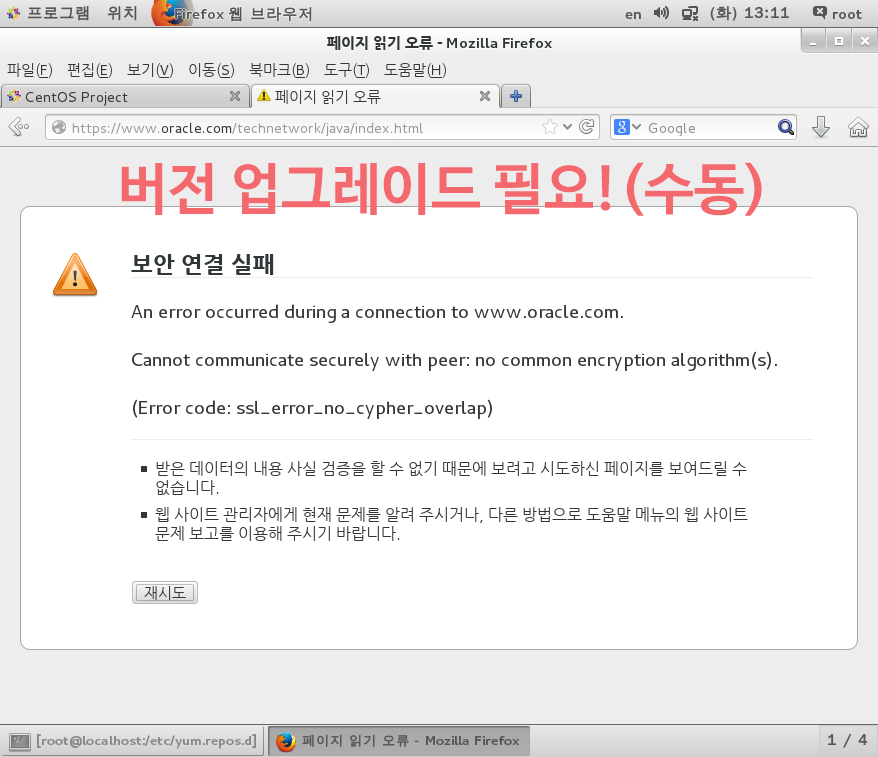 프로그램 위치 Firefox 웹 브라우저 en (화) 13:11 root
페이지 읽기 오류 - Mozilla Firefox
파일(F) 편집(E) 보기(V) 이동(S) 북마크(B) 도구(T) 도움말(H)
CentOS Project 페이지 읽기 오류
https://www.oracle.com/technetwork/java/index.html 8 Google
버전 업그레이드 필요! (수동)
보안 연결 실패
An error occurred during a connection to www.oracle.com.
Cannot communicate securely with peer: no common encryption algorithm(s).
(Error code: ssl_error_no_cypher_overlap)
받은 데이터의 내용 사실 검증을 할 수 없기 때문에 보려고 시도하신 페이지를 보여드릴 수
없습니다.
웹 사이트 관리자에게 현재 문제를 알려 주시거나, 다른 방법으로 도움말 메뉴의 웹 사이트
문제 보고를 이용해 주시기 바랍니다.
재시도
[root@localhost:/etc/yum.repos.d] 페이지 읽기 오류 - Mozilla Firefox 1 / 4